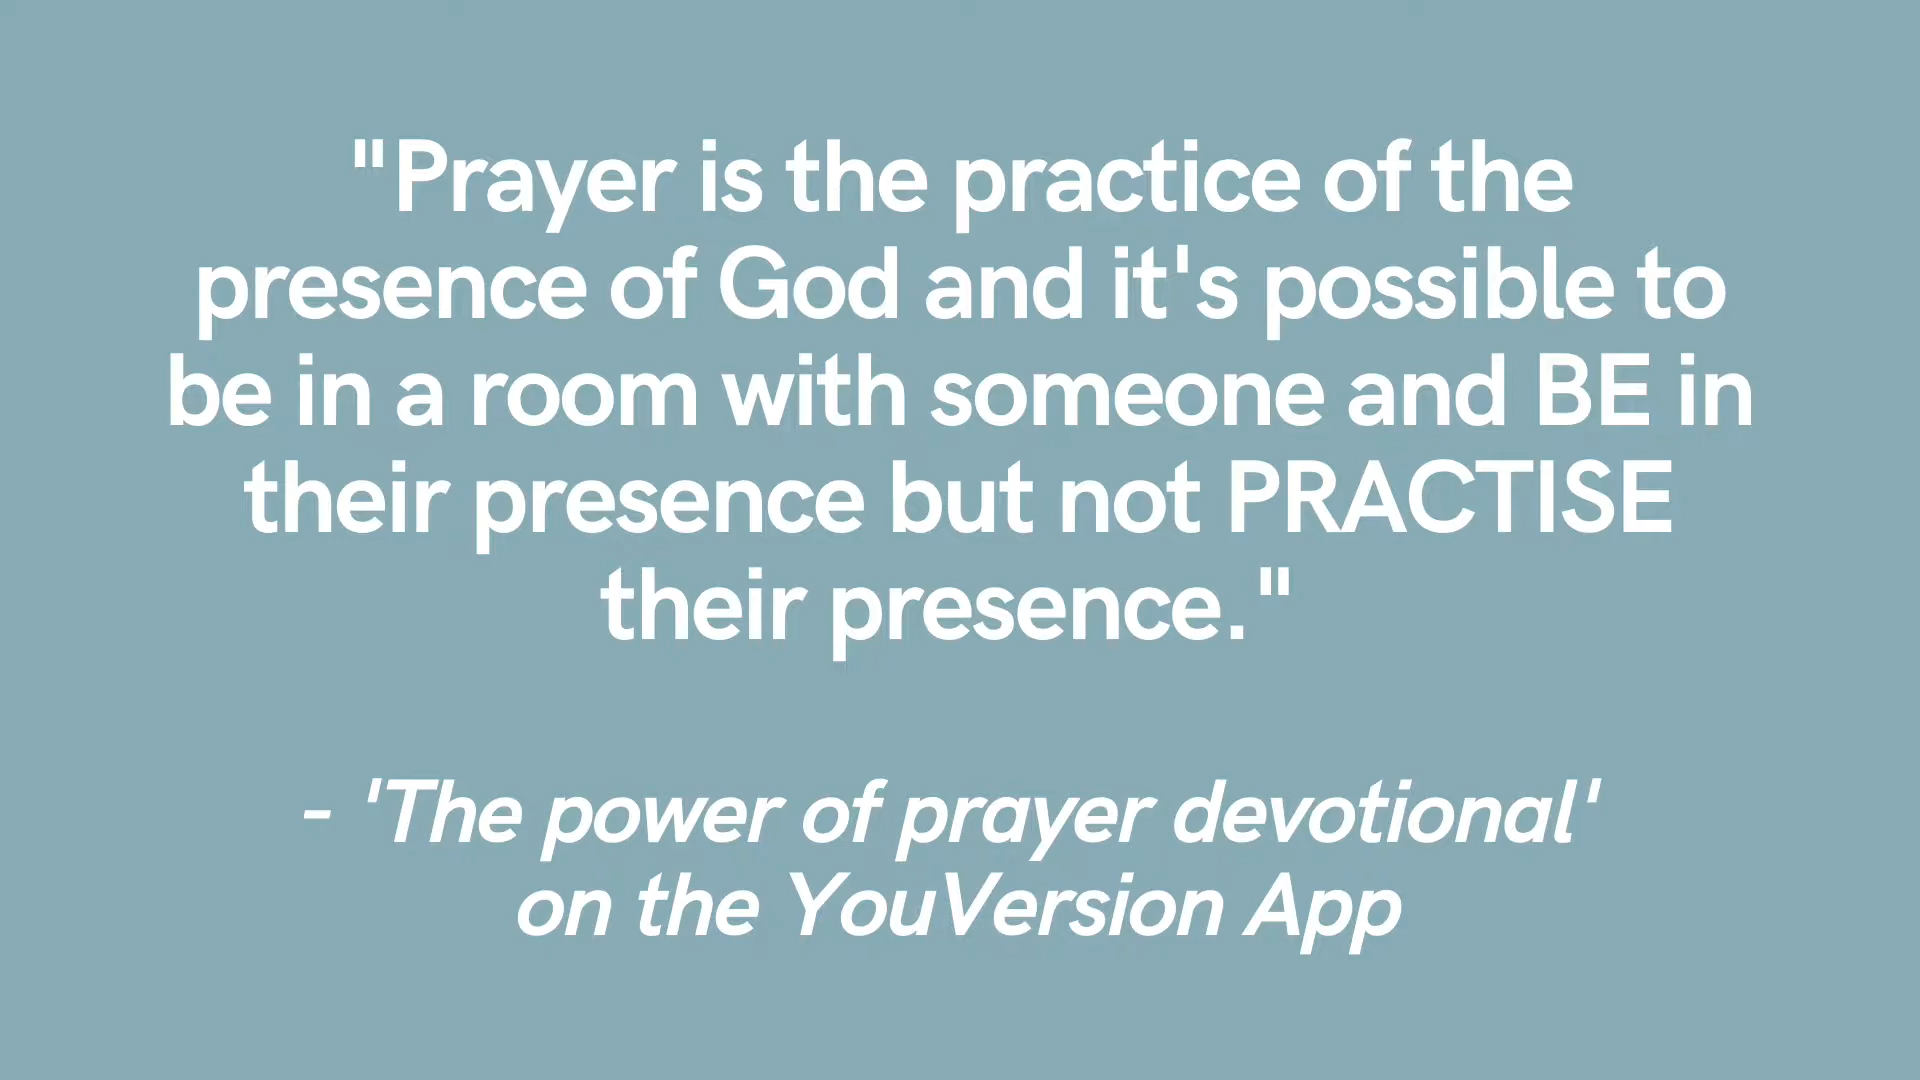 "Prayer is the practice of the
presence of God and it's possible to
be in a room with someone and BE in
their presence but not PRACTISE
their presence."
- 'The power of prayer devotional'
on the YouVersion App